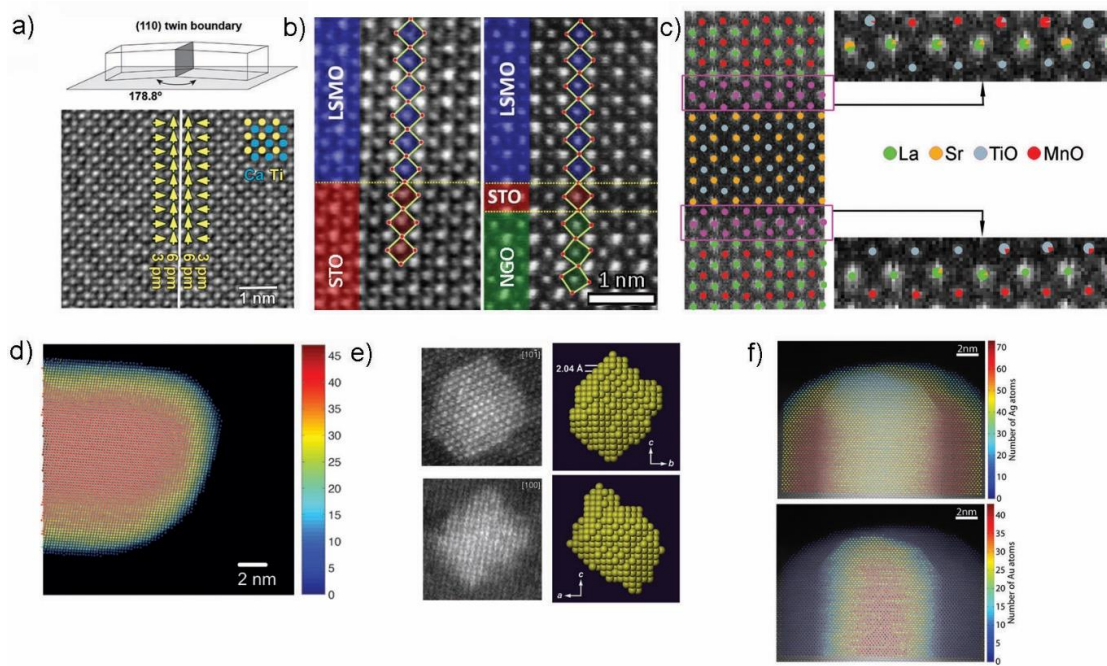 a)
(110) twin boundary
178.8°
Ca Ti
3 pm
6 pm
6 pm
3 pm
1 nm
b)
LSMO
STO
LSMO
STO
NGO
1 nm
c)
La
Sr
TiO
MnO
d)
45
40
35
30
25
20
15
10
5
0
2 nm
e)
[101̄]
2.04 Å
c
b
[100]
c
a
f)
2nm
70
60
50
40
30
20
10
0
Number of Ag atoms
2nm
40
35
30
25
20
15
10
5
0
Number of Au atoms